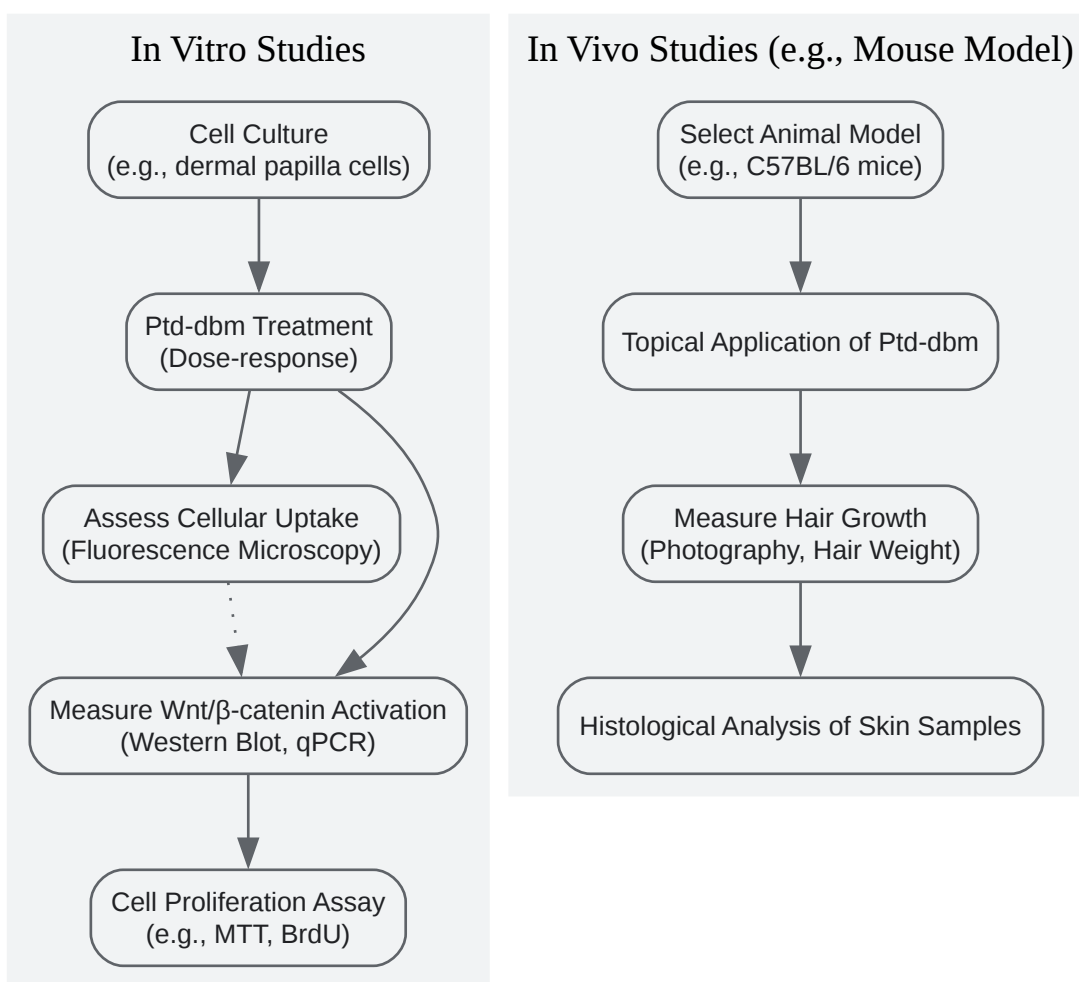 In Vitro Studies
Cell Culture
(e.g., dermal papilla cells)
Ptd-dbm Treatment
(Dose-response)
Assess Cellular Uptake
(Fluorescence Microscopy)
Measure Wnt/β-catenin Activation
(Western Blot, qPCR)
Cell Proliferation Assay
(e.g., MTT, BrdU)
In Vivo Studies (e.g., Mouse Model)
Select Animal Model
(e.g., C57BL/6 mice)
Topical Application of Ptd-dbm
Measure Hair Growth
(Photography, Hair Weight)
Histological Analysis of Skin Samples